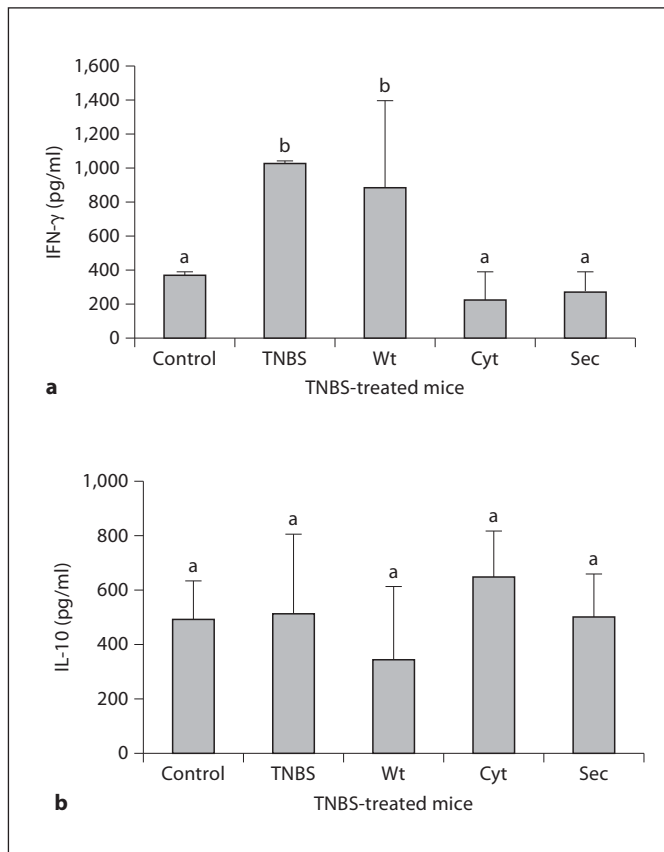 1,600
1,400
1,200
1,000
800
600
400
200
0
IFN-γ (pg/ml)
a
b
b
a
a
Control TNBS Wt Cyt Sec
a TNBS-treated mice
1,000
800
600
400
200
0
IL-10 (pg/ml)
a
a
a
a
a
Control TNBS Wt Cyt Sec
b TNBS-treated mice